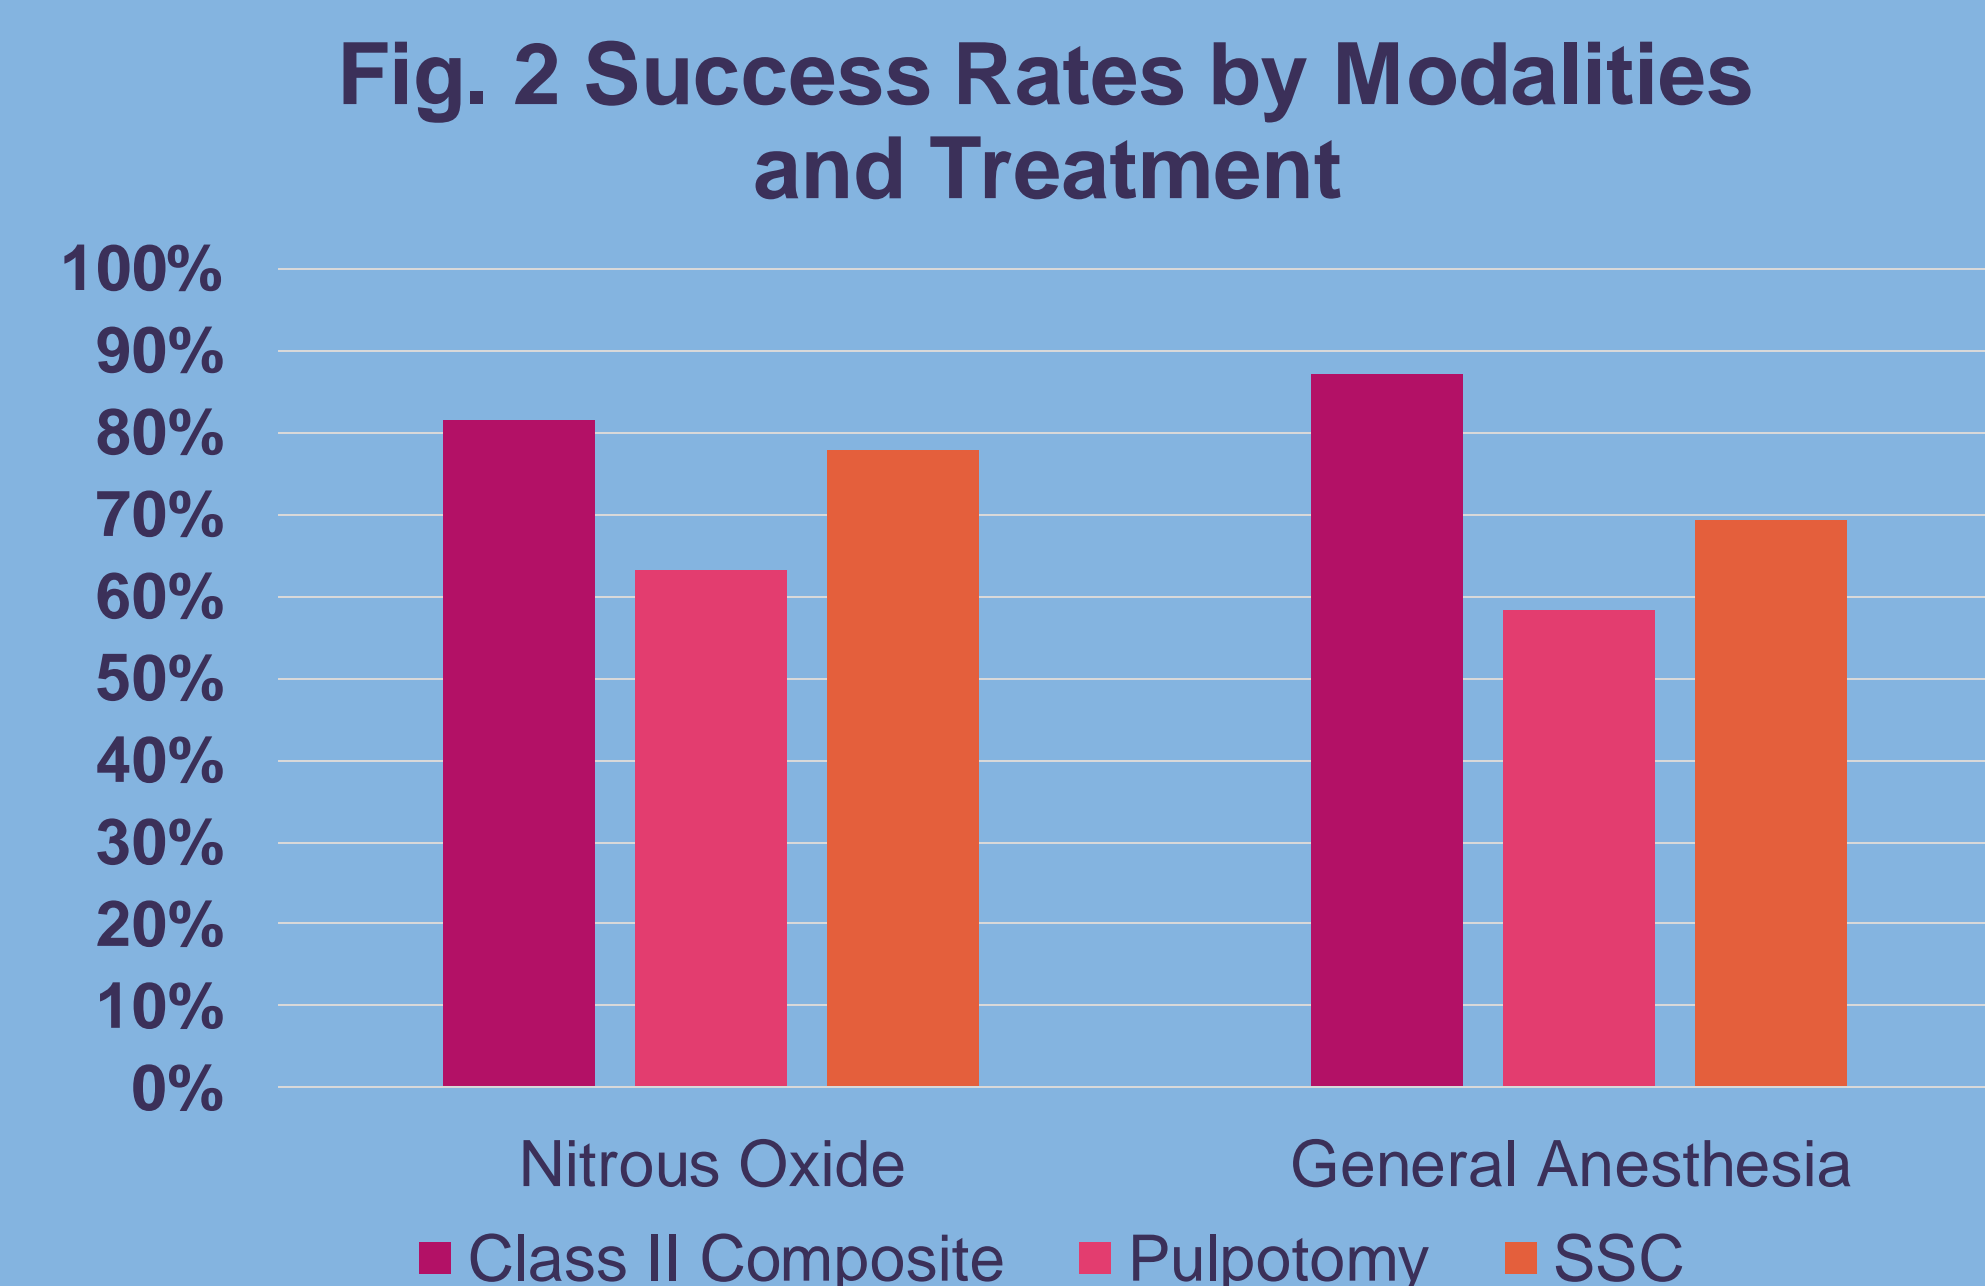 Fig. 2 Success Rates by Modalities
and Treatment
100%
90%
80%
70%
60%
50%
40%
30%
20%
10%
0%
Nitrous Oxide General Anesthesia
Class II Composite Pulpotomy SSC